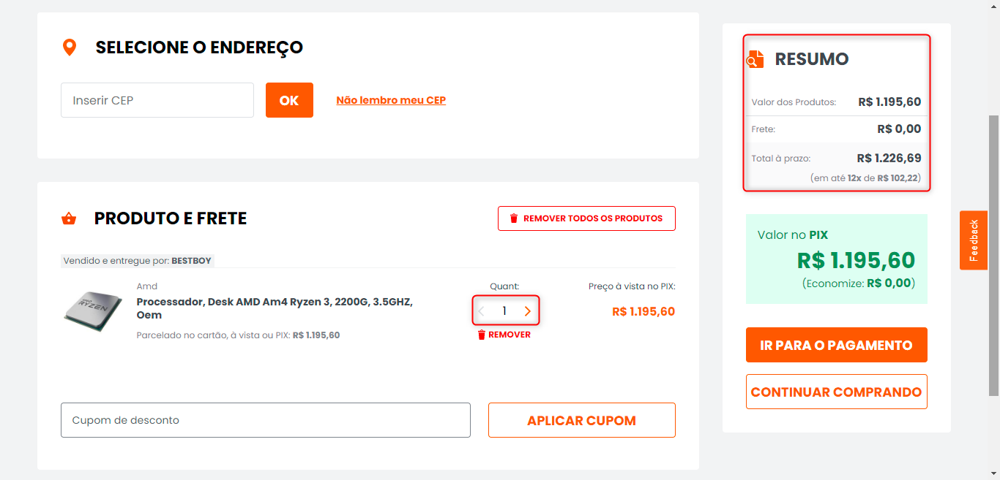 SELECIONE O ENDEREÇO
Inserir CEP
OK
Não lembro meu CEP
PRODUTO E FRETE
REMOVER TODOS OS PRODUTOS
Vendido e entregue por: BESTBOY
AMD
RYZEN
Amd
Processador, Desk AMD Am4 Ryzen 3, 2200G, 3.5GHZ,
Oem
Parcelado no cartão, à vista ou PIX: R$ 1.195,60
Quant:
1
REMOVER
Preço à vista no PIX:
R$ 1.195,60
Cupom de desconto
APLICAR CUPOM
RESUMO
Valor dos Produtos: R$ 1.195,60
Frete: R$ 0,00
Total à prazo: R$ 1.226,69
(em até 12x de R$ 102,22)
Valor no PIX
R$ 1.195,60
(Economize: R$ 0,00)
IR PARA O PAGAMENTO
CONTINUAR COMPRANDO
Feedback